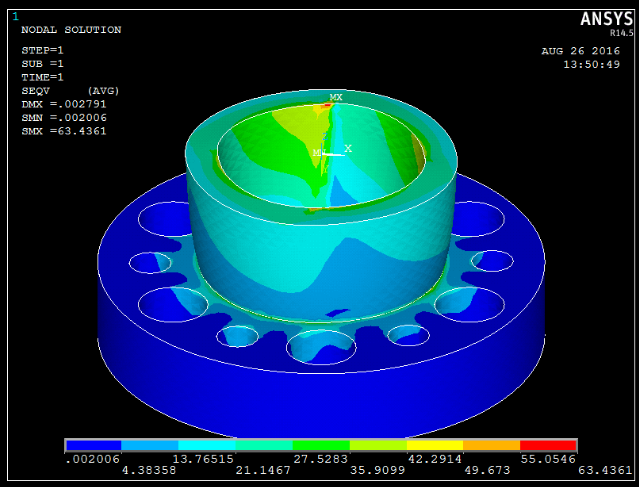 1
ANSYS
R14.5
NODAL SOLUTION
STEP=1
SUB =1
TIME=1
SEQV (AVG)
DMX =.002791
SMN =.002006
SMX =63.4361
AUG 26 2016
13:50:49
MX
X
.002006 13.76515 27.5283 42.2914 55.0546
4.38358 21.1467 35.9099 49.673 63.4361